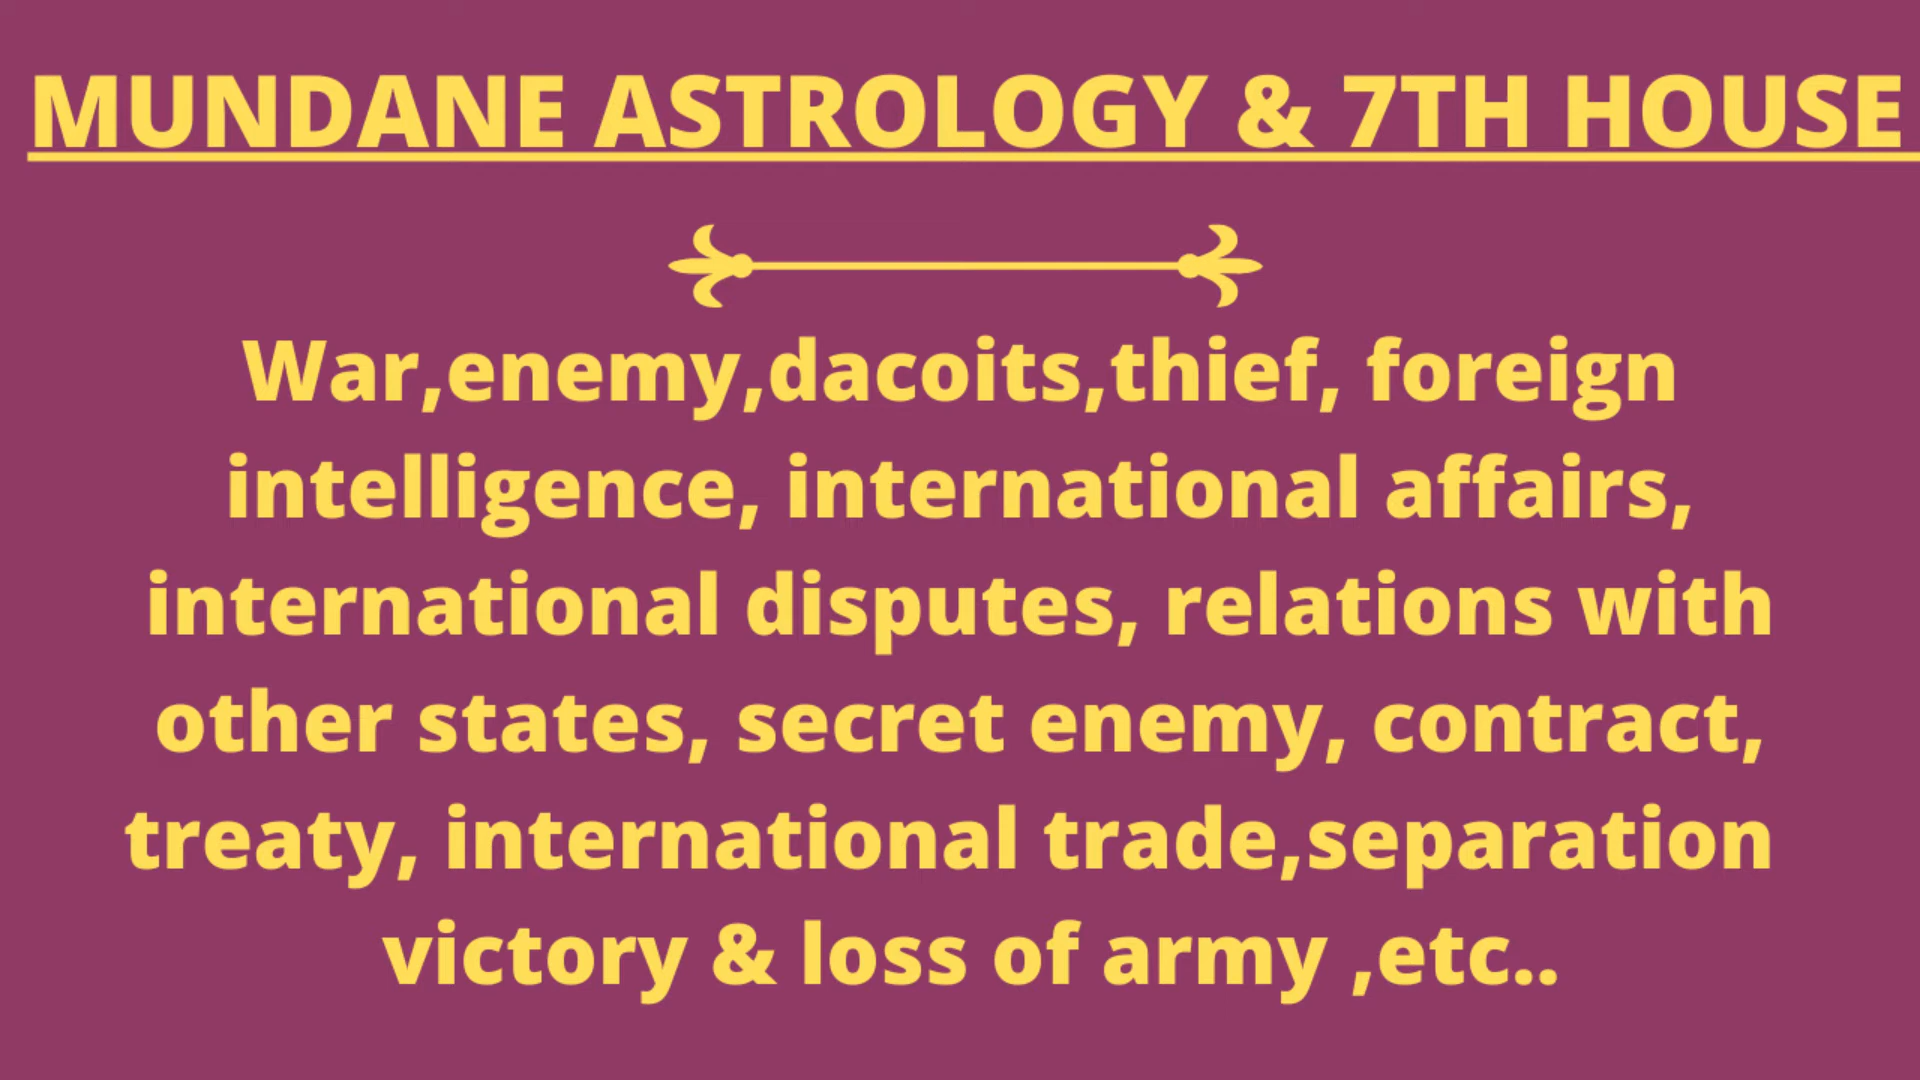 MUNDANE ASTROLOGY & 7TH HOUSE
War,enemy,dacoits,thief, foreign
intelligence, international affairs,
international disputes, relations with
other states, secret enemy, contract,
treaty, international trade,separation
victory & loss of army ,etc..